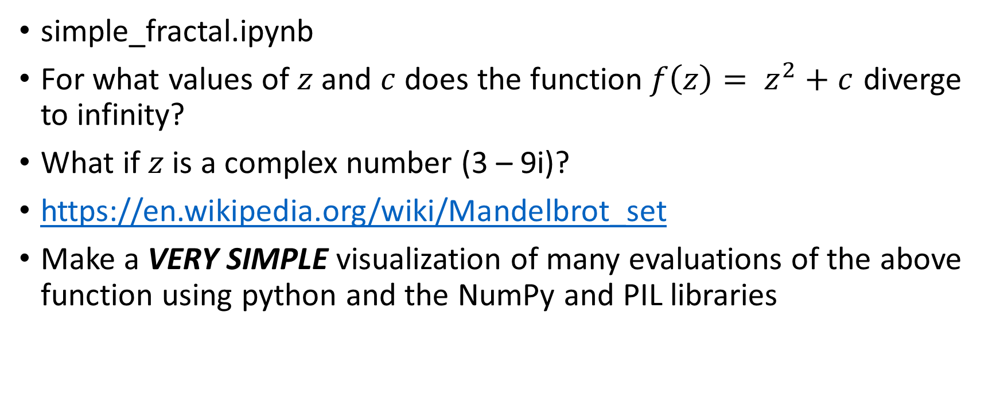 • simple_fractal.ipynb
• For what values of 𝑧 and 𝑐 does the function 𝑓(𝑧) = 𝑧² + 𝑐 diverge
to infinity?
• What if 𝑧 is a complex number (3 – 9i)?
• https://en.wikipedia.org/wiki/Mandelbrot_set
• Make a VERY SIMPLE visualization of many evaluations of the above
function using python and the NumPy and PIL libraries